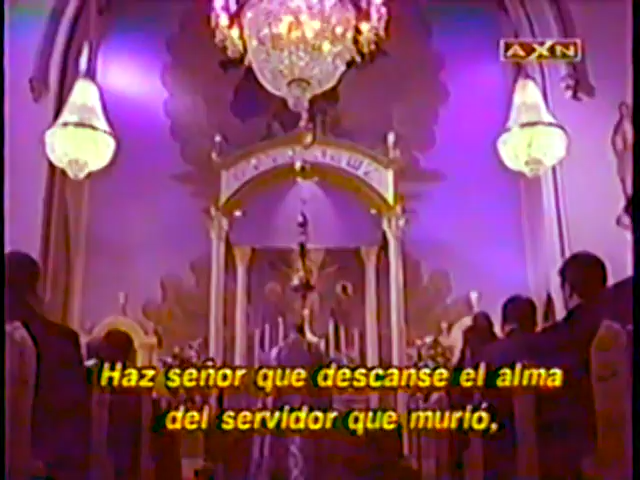 AXN
Haz señor que descanse el alma
del servidor que murió,